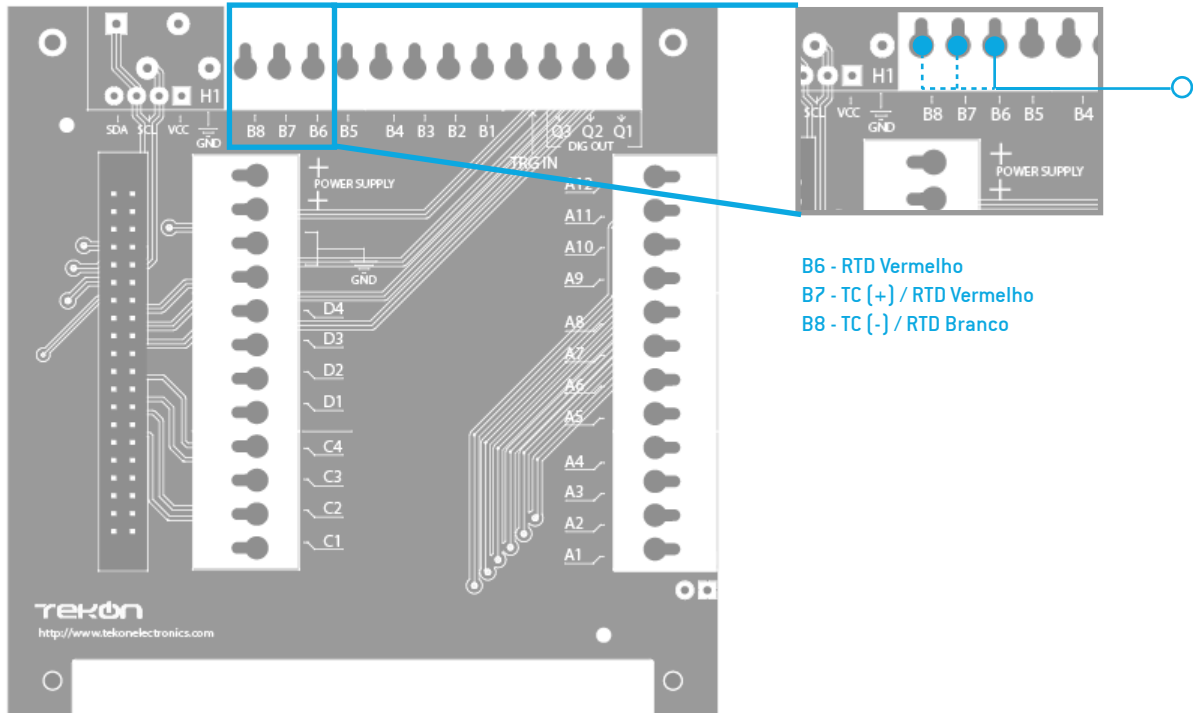 H1
SDA SCL VCC GND B8 B7 B6 B5 B4 B3 B2 B1 Q3 Q2 Q1
DIG OUT
TRG IN
POWER SUPPLY
GND
D4
D3
D2
D1
C4
C3
C2
C1
A12
A11
A10
A9
A8
A7
A6
A5
A4
A3
A2
A1
TEKON
http://www.tekonelectronics.com
H1
SCL VCC GND B8 B7 B6 B5 B4
POWER SUPPLY
B6 - RTD Vermelho
B7 - TC (+) / RTD Vermelho
B8 - TC (-) / RTD Branco